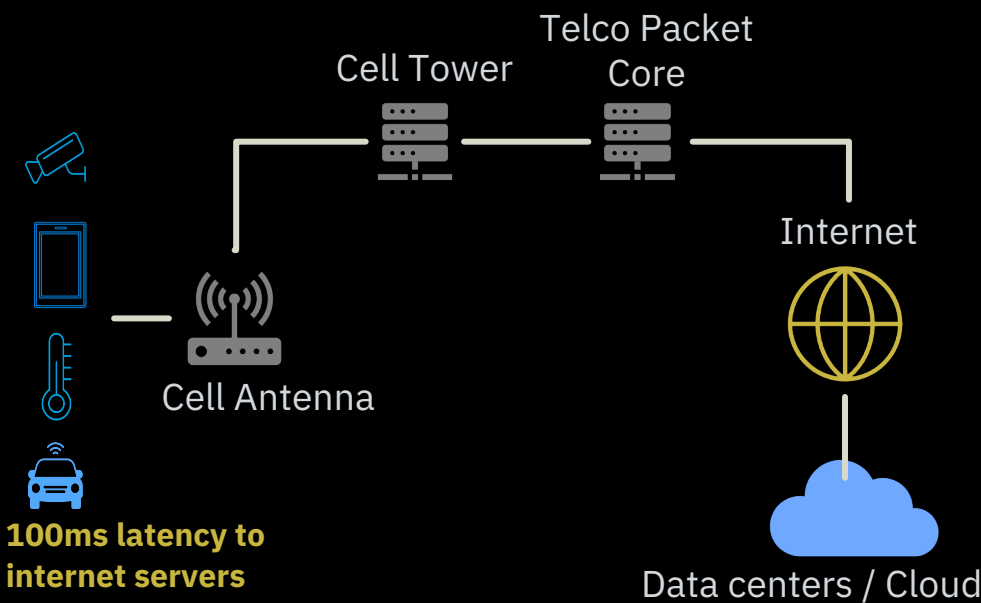 Telco Packet
Core
Cell Tower
Internet
Cell Antenna
100ms latency to
internet servers
Data centers / Cloud